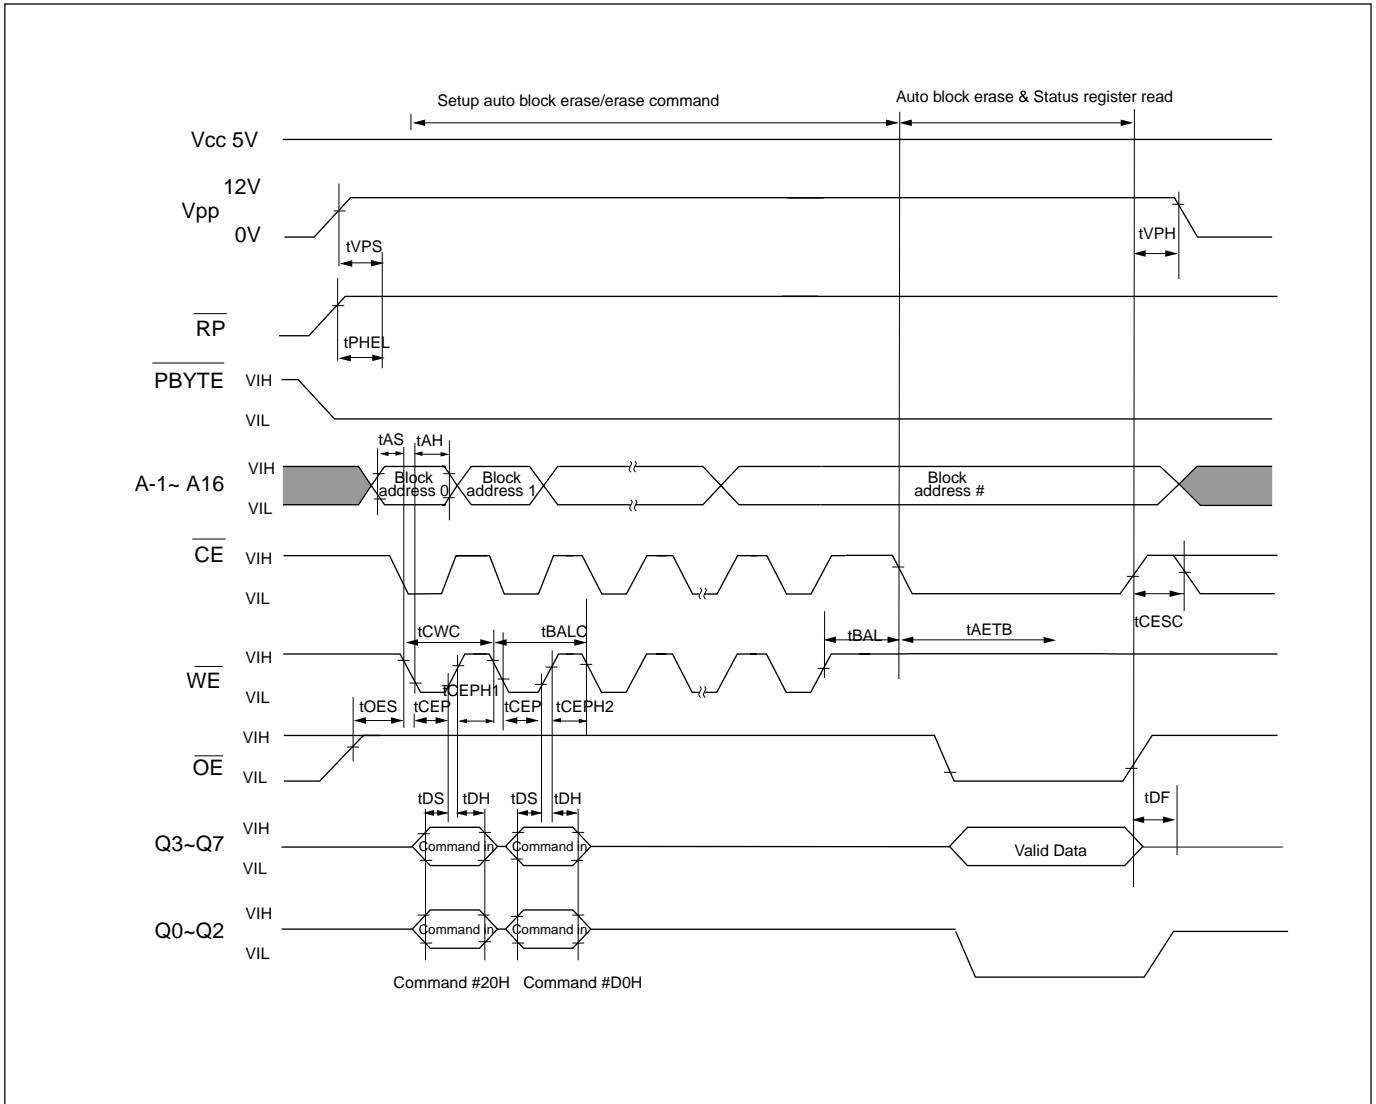 Setup auto block erase/erase command
Auto block erase & Status register read
Vcc 5V
12V
Vpp
0V
tVPS
tVPH
RP
tPHEL
PBYTE
VIH
VIL
tAS
tAH
A-1~ A16
VIH
VIL
Block
address 0
Block
address 1
Block
address #
CE
VIH
VIL
tCWC
tBALC
tBAL
tAETB
tCESC
WE
VIH
VIL
tOES
tCEP
tCEPH1
tCEP
tCEPH2
OE
VIH
VIL
tDS
tDH
tDS
tDH
tDF
Q3~Q7
VIH
VIL
Command in
Command in
Valid Data
Q0~Q2
VIH
VIL
Command in
Command in
Command #20H
Command #D0H